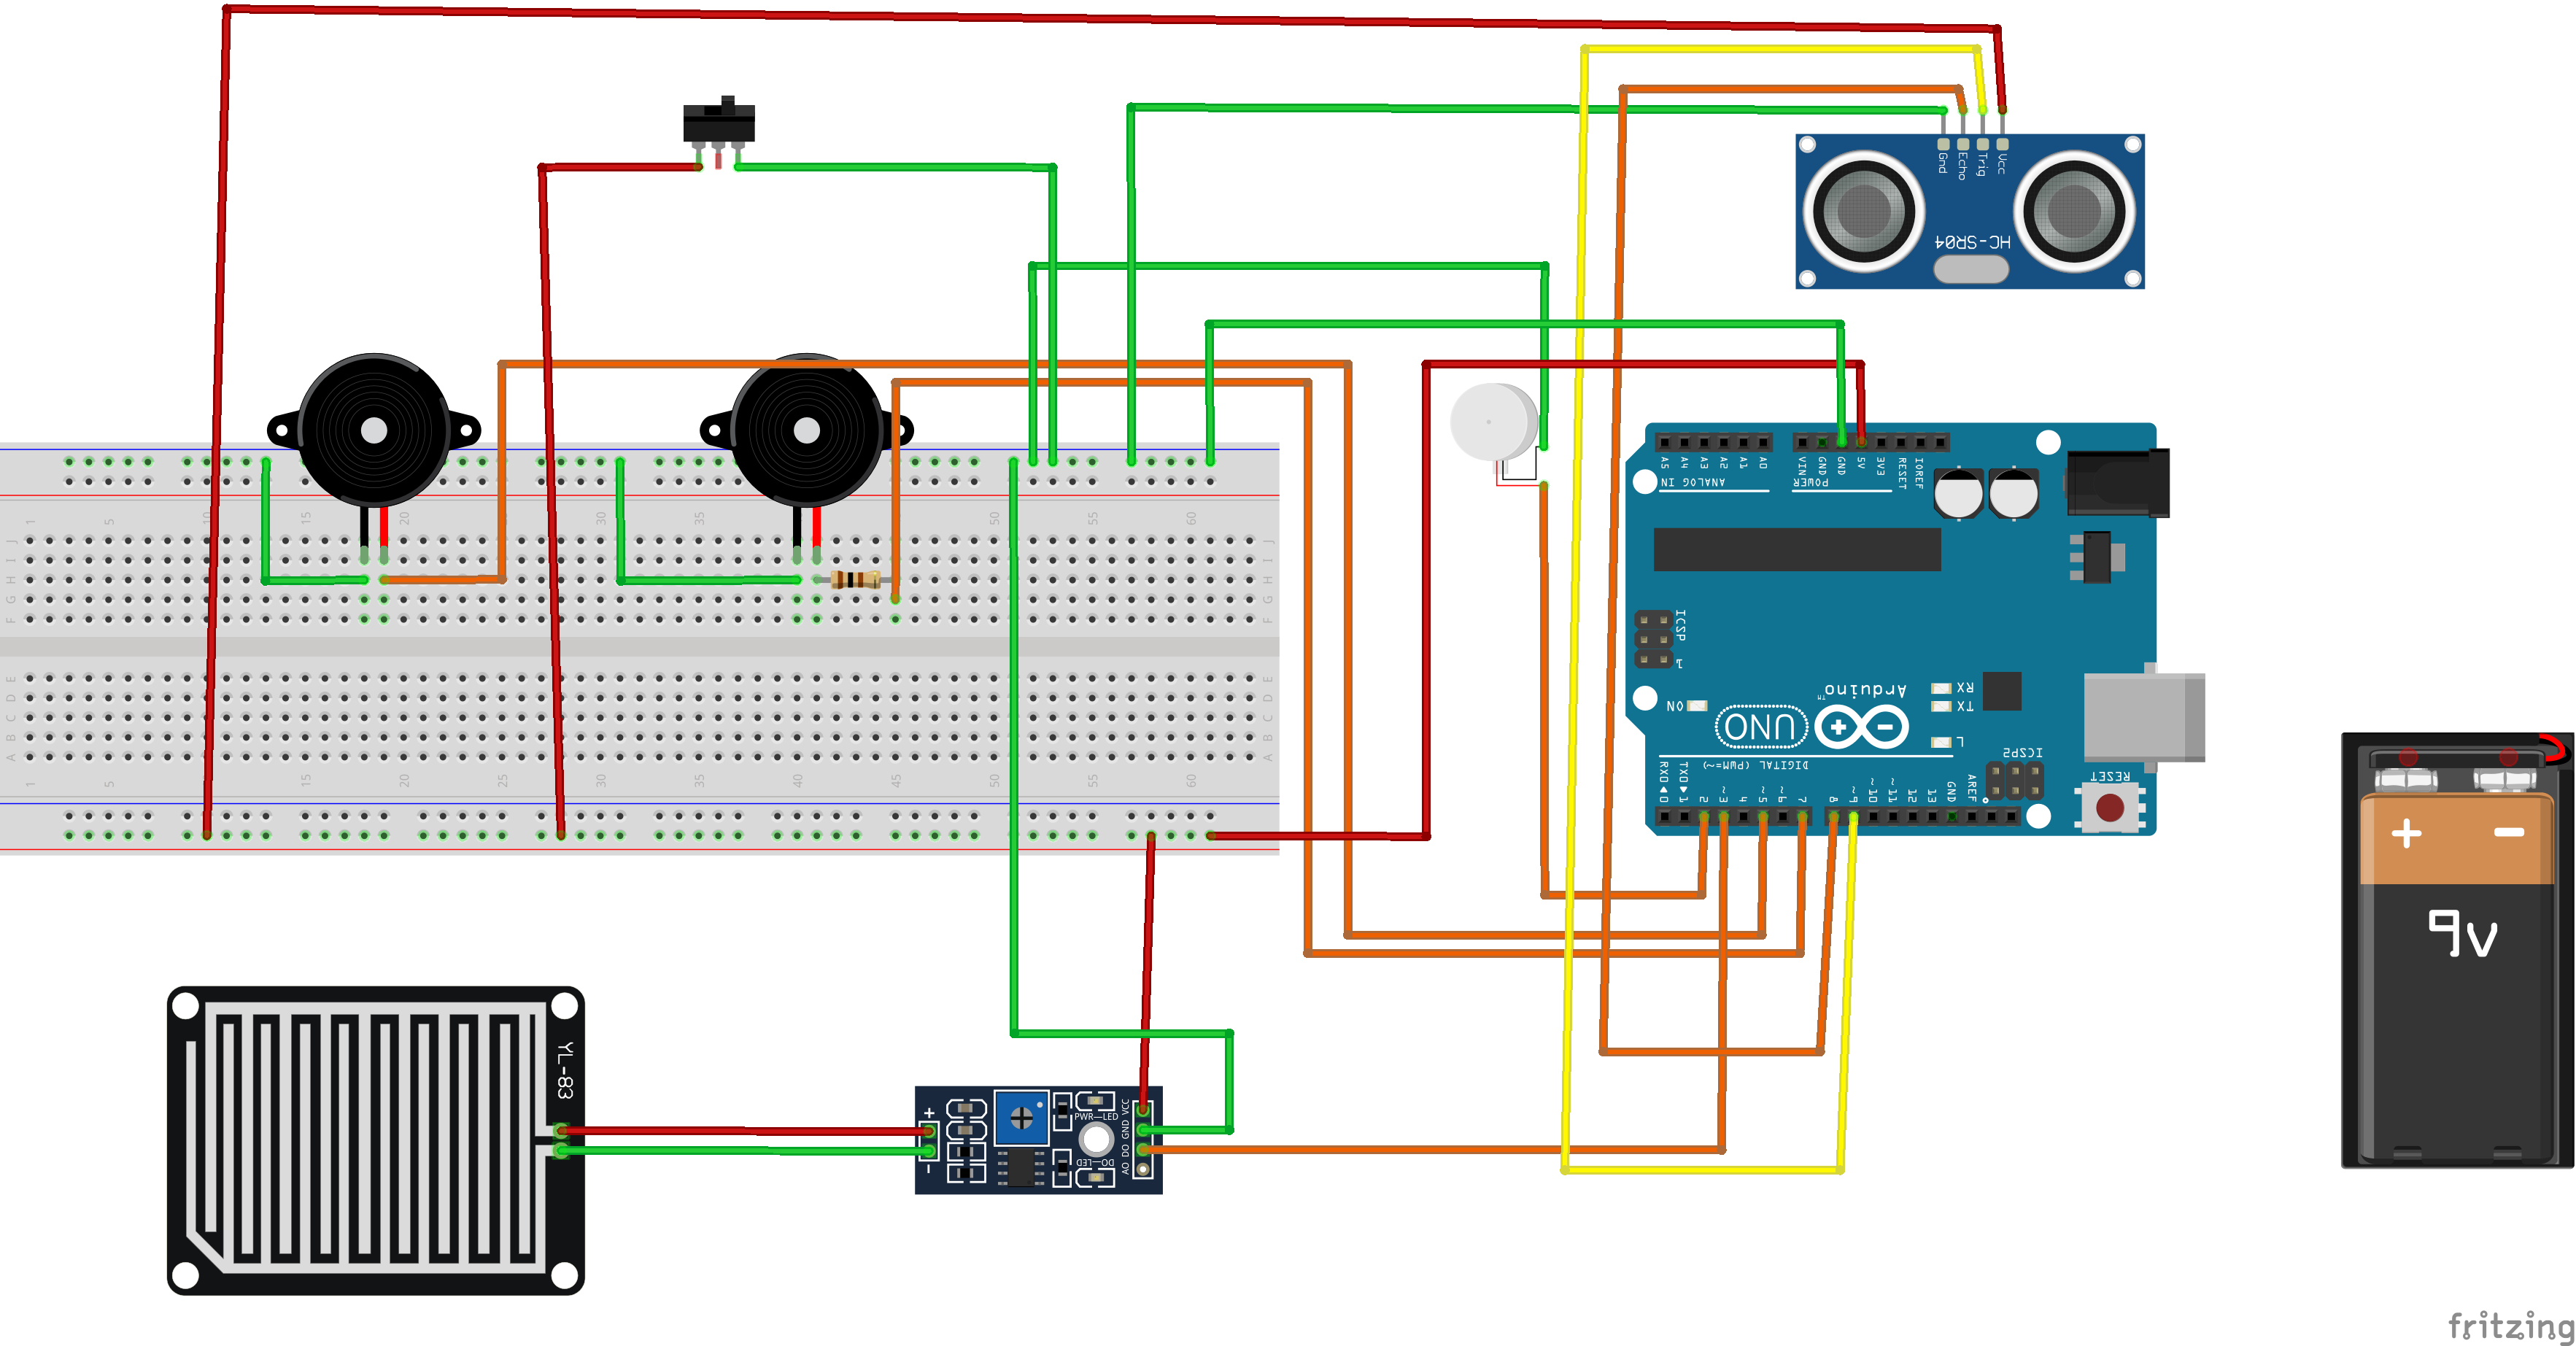 Gnd
Echo
Trig
Vcc
HC-SR04
A5
A4
A3
A2
A1
A0
VIN
GND
GND
5V
3V3
RESET
IOREF
ANALOG IN
POWER
1
5
10
15
20
30
35
50
55
60
J
I
H
G
F
J
I
H
G
F
ICSP
1
E
D
C
B
A
E
D
C
B
A
Arduino™
RX
TX
ON
UNO
L
ICSP2
DIGITAL (PWM=~)
RESET
1
5
15
20
25
30
35
40
45
50
55
60
RX0
TX0
0
1
2
~3
4
~5
~6
7
8
~9
~10
~11
12
13
GND
AREF
+ −
9v
YL-83
+
-
PWR-LED
DO-LED
VCC
GND
DO
AO
fritzing